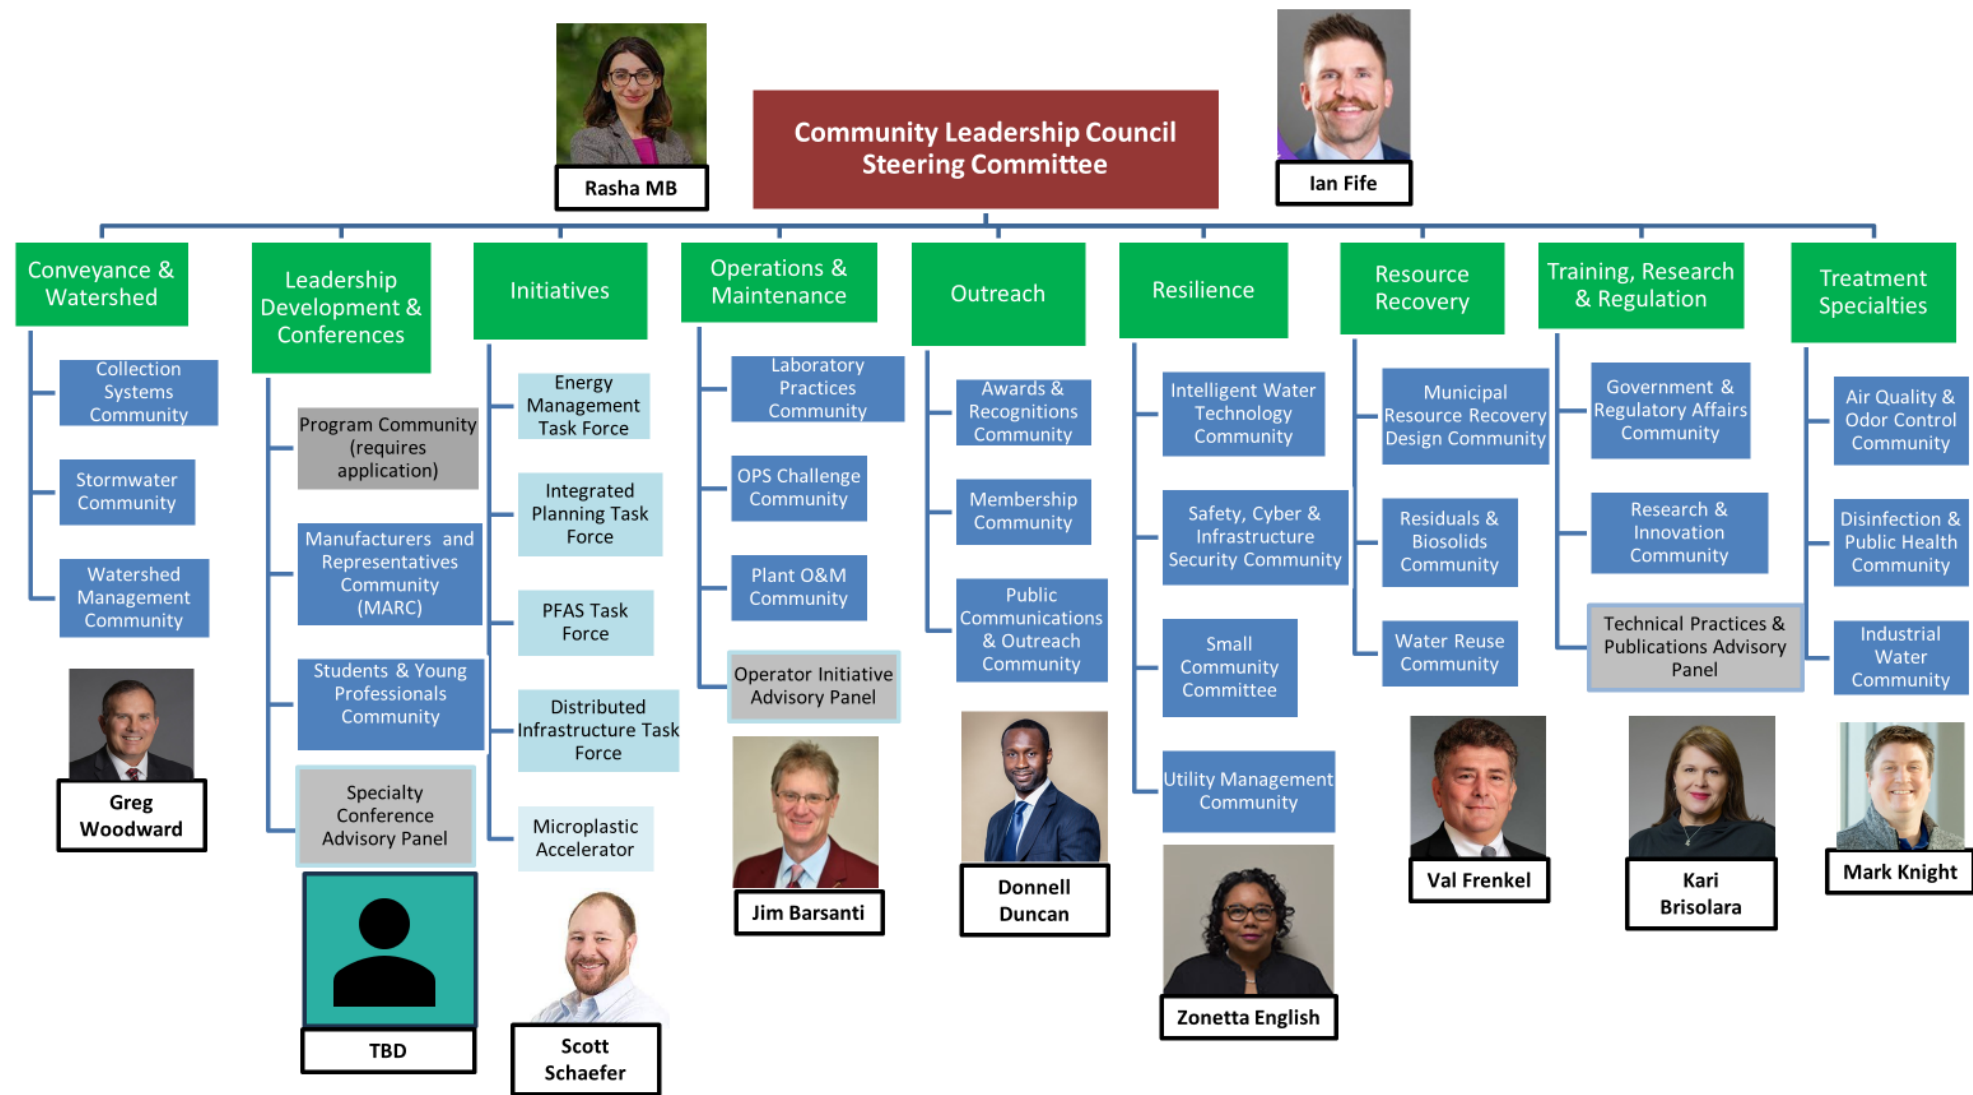 Rasha MB
Community Leadership Council
Steering Committee
Ian Fife
Conveyance &
Watershed
Collection
Systems
Community
Stormwater
Community
Watershed
Management
Community
Greg
Woodward
Leadership
Development &
Conferences
Program Community
(requires
application)
Manufacturers and
Representatives
Community
(MARC)
Students & Young
Professionals
Community
Specialty
Conference
Advisory Panel
TBD
Initiatives
Energy
Management
Task Force
Integrated
Planning Task
Force
PFAS Task
Force
Distributed
Infrastructure Task
Force
Microplastic
Accelerator
Scott
Schaefer
Operations &
Maintenance
Laboratory
Practices
Community
OPS Challenge
Community
Plant O&M
Community
Operator Initiative
Advisory Panel
Jim Barsanti
Outreach
Awards &
Recognitions
Community
Membership
Community
Public
Communications
& Outreach
Community
Donnell
Duncan
Resilience
Intelligent Water
Technology
Community
Safety, Cyber &
Infrastructure
Security Community
Small
Community
Committee
Utility Management
Community
Zonetta English
Resource
Recovery
Municipal
Resource Recovery
Design Community
Residuals &
Biosolids
Community
Water Reuse
Community
Val Frenkel
Training, Research
& Regulation
Government &
Regulatory Affairs
Community
Research &
Innovation
Community
Technical Practices &
Publications Advisory
Panel
Kari
Brisolara
Treatment
Specialties
Air Quality &
Odor Control
Community
Disinfection &
Public Health
Community
Industrial
Water
Community
Mark Knight